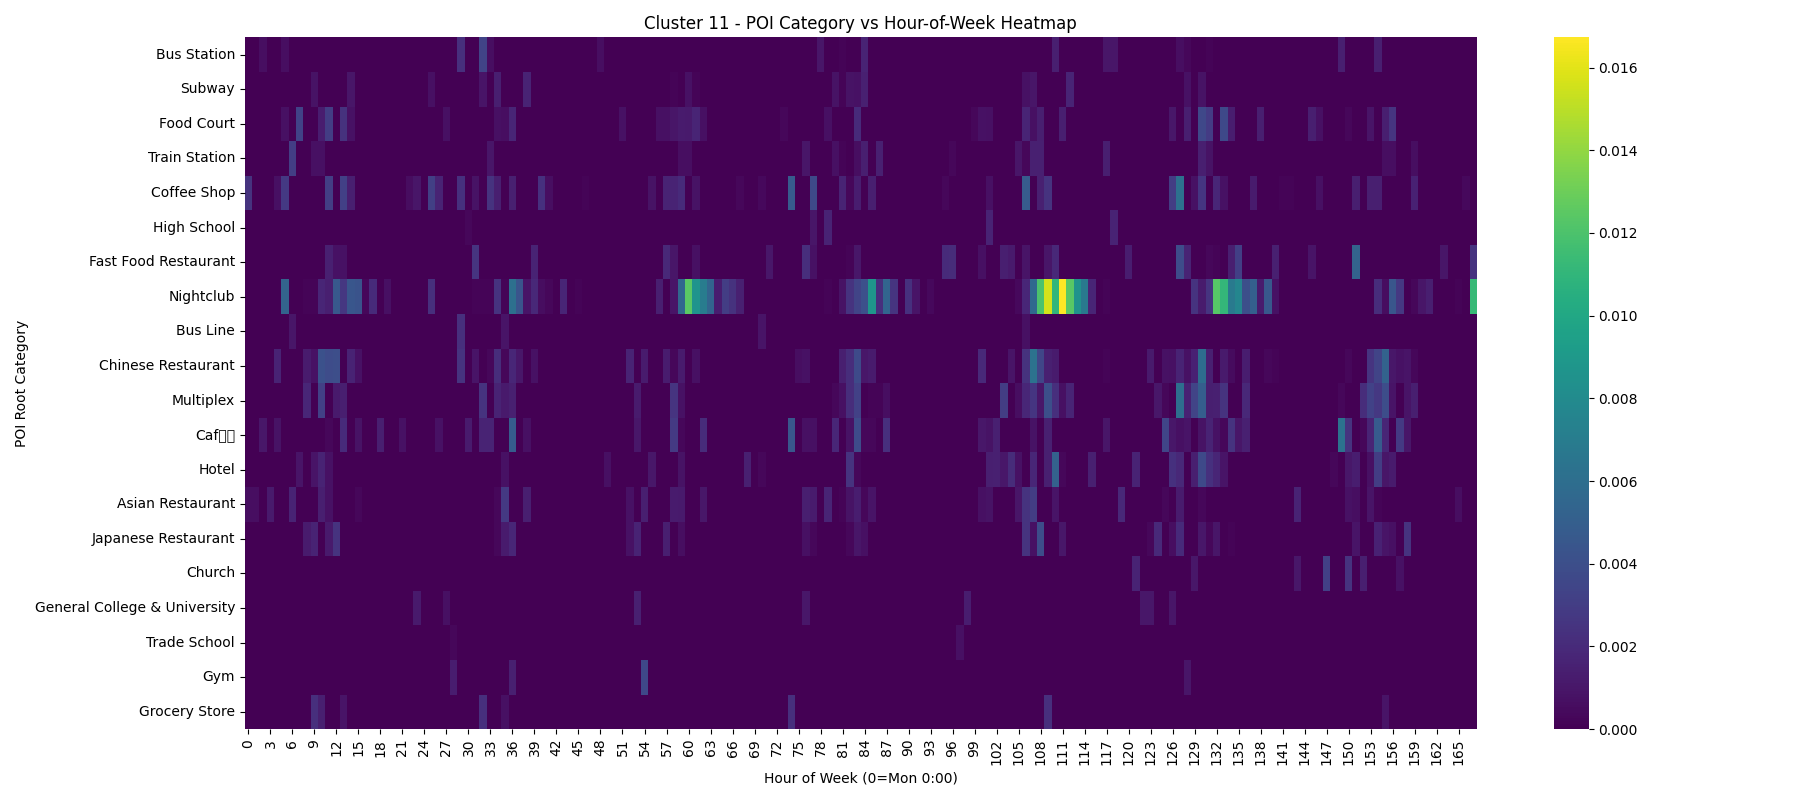 Cluster 11 - POI Category vs Hour-of-Week Heatmap
POI Root Category
Bus Station
Subway
Food Court
Train Station
Coffee Shop
High School
Fast Food Restaurant
Nightclub
Bus Line
Chinese Restaurant
Multiplex
Caf□□
Hotel
Asian Restaurant
Japanese Restaurant
Church
General College & University
Trade School
Gym
Grocery Store
0 3 6 9 12 15 18 21 24 27 30 33 36 39 42 45 48 51 54 57 60 63 66 69 72 75 78 81 84 87 90 93 96 99 102 105 108 111 114 117 120 123 126 129 132 135 138 141 144 147 150 153 156 159 162 165
Hour of Week (0=Mon 0:00)
0.016
0.014
0.012
0.010
0.008
0.006
0.004
0.002
0.000